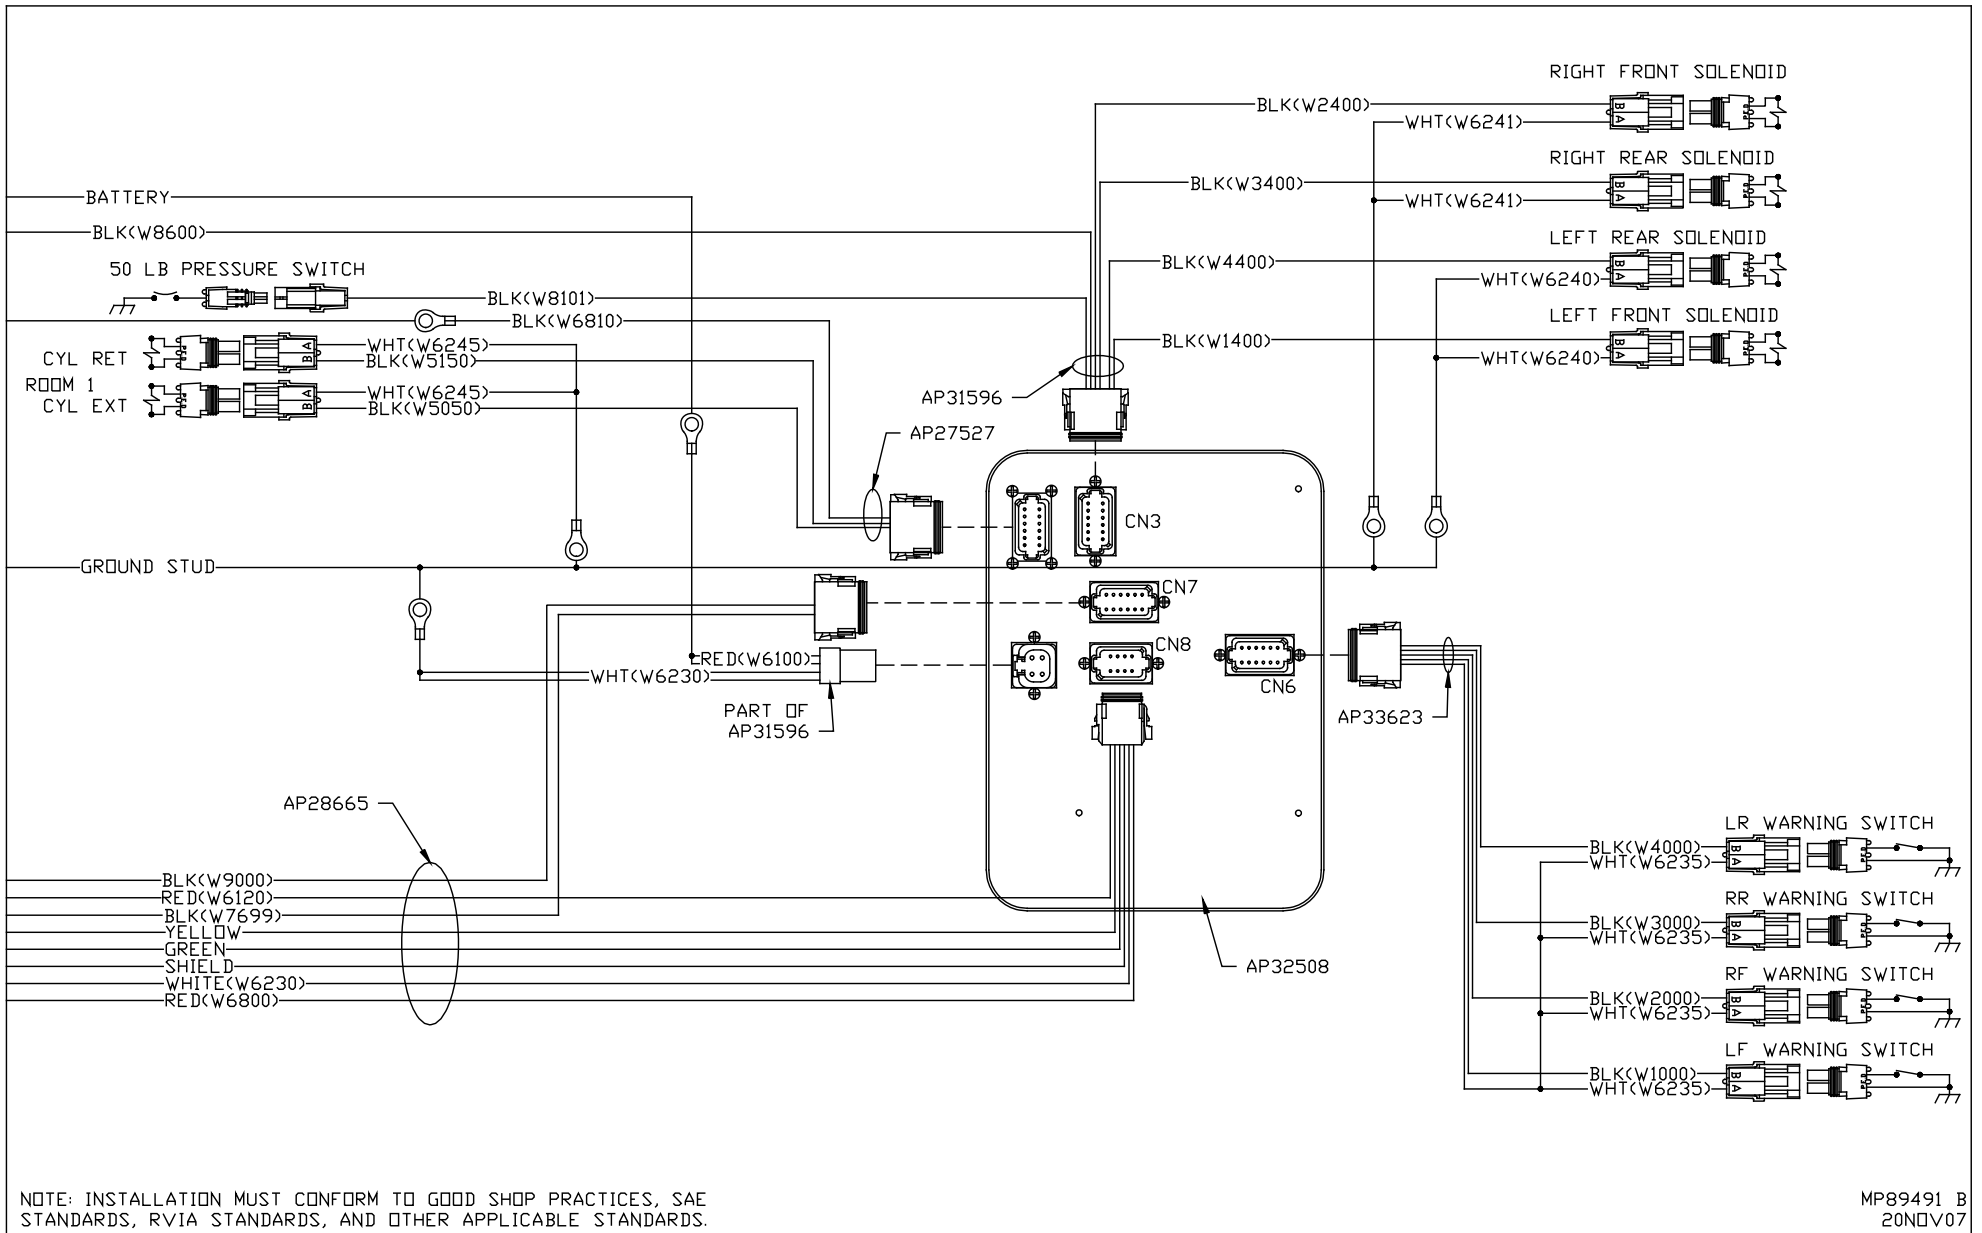 RIGHT FRONT SOLENOID
BLK(W2400)
WHT(W6241)
B
A
RIGHT REAR SOLENOID
BLK(W3400)
WHT(W6241)
B
A
BATTERY
BLK(W8600)
LEFT REAR SOLENOID
BLK(W4400)
WHT(W6240)
B
A
50 LB PRESSURE SWITCH
BLK(W8101)
BLK(W6810)
LEFT FRONT SOLENOID
BLK(W1400)
WHT(W6240)
B
A
CYL RET
WHT(W6245)
BLK(W5150)
A
B
ROOM 1
CYL EXT
WHT(W6245)
BLK(W5050)
A
B
AP31596
AP27527
CN3
GROUND STUD
CN7
CN8
CN6
RED(W6100)
WHT(W6230)
PART OF
AP31596
AP33623
AP28665
BLK(W9000)
RED(W6120)
BLK(W7699)
YELLOW
GREEN
SHIELD
WHITE(W6230)
RED(W6800)
AP32508
LR WARNING SWITCH
BLK(W4000)
WHT(W6235)
B
A
RR WARNING SWITCH
BLK(W3000)
WHT(W6235)
B
A
RF WARNING SWITCH
BLK(W2000)
WHT(W6235)
B
A
LF WARNING SWITCH
BLK(W1000)
WHT(W6235)
B
A
NOTE: INSTALLATION MUST CONFORM TO GOOD SHOP PRACTICES, SAE
STANDARDS, RVIA STANDARDS, AND OTHER APPLICABLE STANDARDS.
MP89491 B
20NOV07